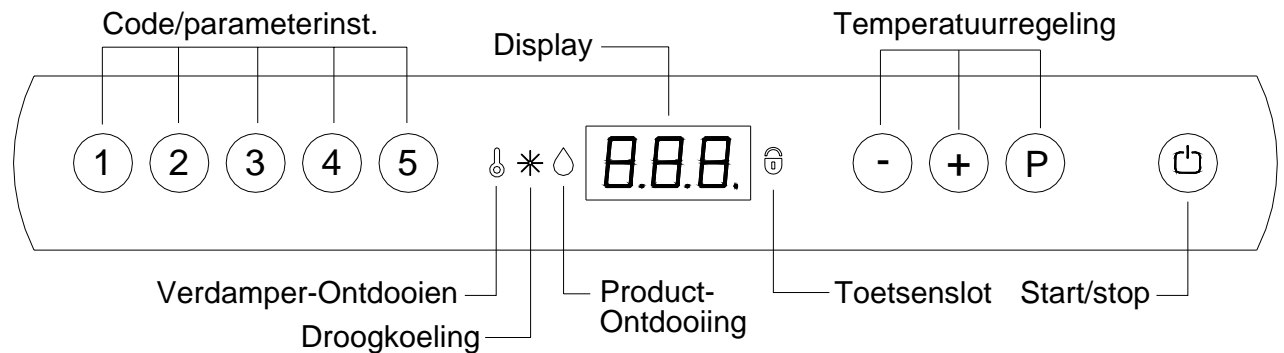 Code/parameterinst.
Display
Temperatuurregeling
1 2 3 4 5
8.8.8.
- + P
Verdamper-Ontdooien
Droogkoeling
Product-
Ontdooiing
Toetsenslot
Start/stop